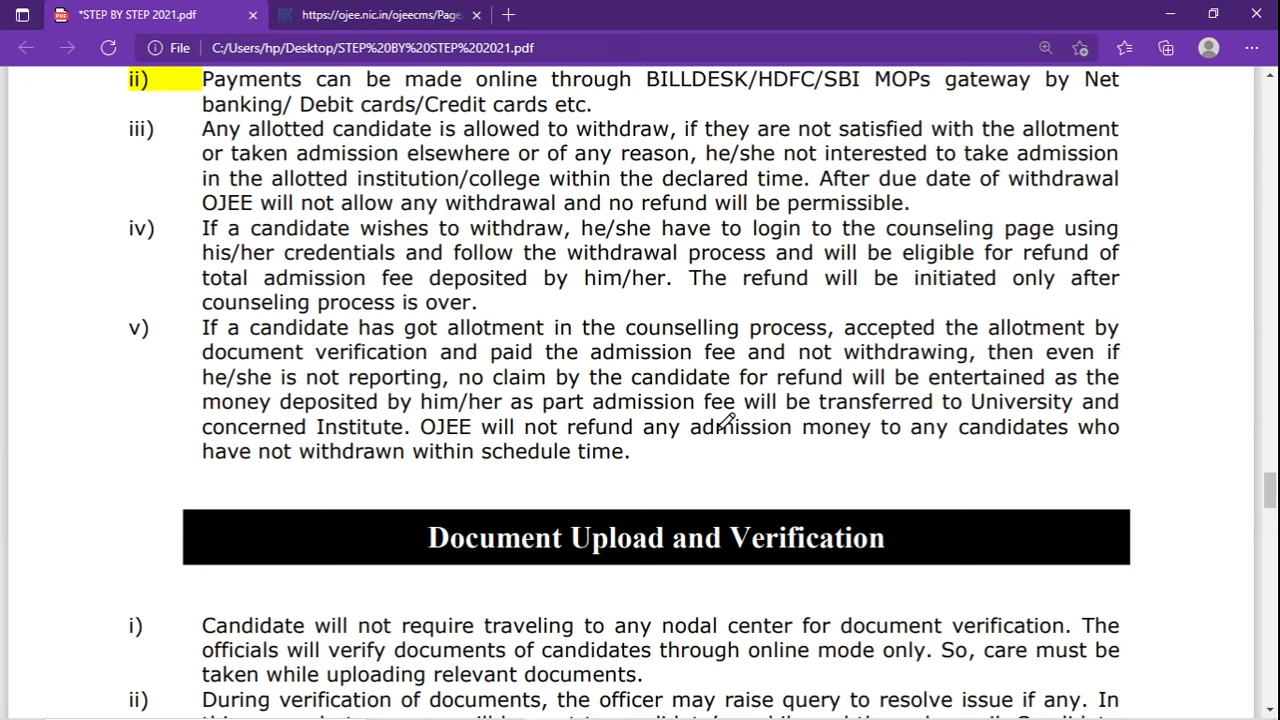 *STEP BY STEP 2021.pdf
https://ojee.nic.in/ojeecms/Page
File C:/Users/hp/Desktop/STEP%20BY%20STEP%202021.pdf
ii) Payments can be made online through BILLDESK/HDFC/SBI MOPs gateway by Net
banking/ Debit cards/Credit cards etc.
iii) Any allotted candidate is allowed to withdraw, if they are not satisfied with the allotment
or taken admission elsewhere or of any reason, he/she not interested to take admission
in the allotted institution/college within the declared time. After due date of withdrawal
OJEE will not allow any withdrawal and no refund will be permissible.
iv) If a candidate wishes to withdraw, he/she have to login to the counseling page using
his/her credentials and follow the withdrawal process and will be eligible for refund of
total admission fee deposited by him/her. The refund will be initiated only after
counseling process is over.
v) If a candidate has got allotment in the counselling process, accepted the allotment by
document verification and paid the admission fee and not withdrawing, then even if
he/she is not reporting, no claim by the candidate for refund will be entertained as the
money deposited by him/her as part admission fee will be transferred to University and
concerned Institute. OJEE will not refund any admission money to any candidates who
have not withdrawn within schedule time.
Document Upload and Verification
i) Candidate will not require traveling to any nodal center for document verification. The
officials will verify documents of candidates through online mode only. So, care must be
taken while uploading relevant documents.
ii) During verification of documents, the officer may raise query to resolve issue if any. In